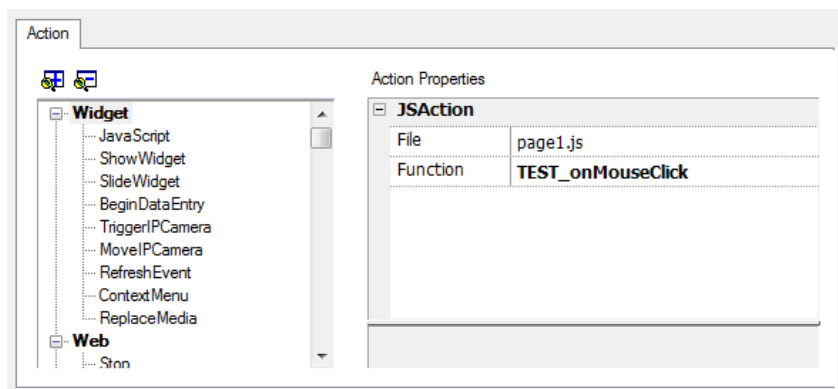 Action
Widget
JavaScript
ShowWidget
SlideWidget
BeginDataEntry
TriggerIPCamera
MoveIPCamera
RefreshEvent
ContextMenu
ReplaceMedia
Web
Stop
Action Properties
JSAction
File page1.js
Function TEST_onMouseClick